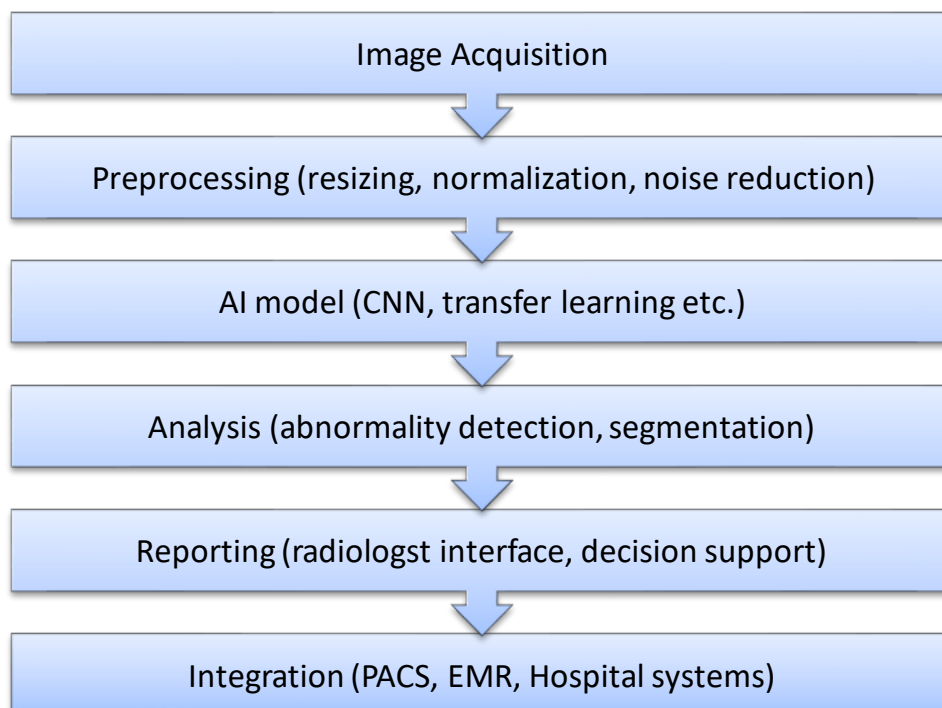 Image Acquisition
Preprocessing (resizing, normalization, noise reduction)
AI model (CNN, transfer learning etc.)
Analysis (abnormality detection, segmentation)
Reporting (radiologst interface, decision support)
Integration (PACS, EMR, Hospital systems)